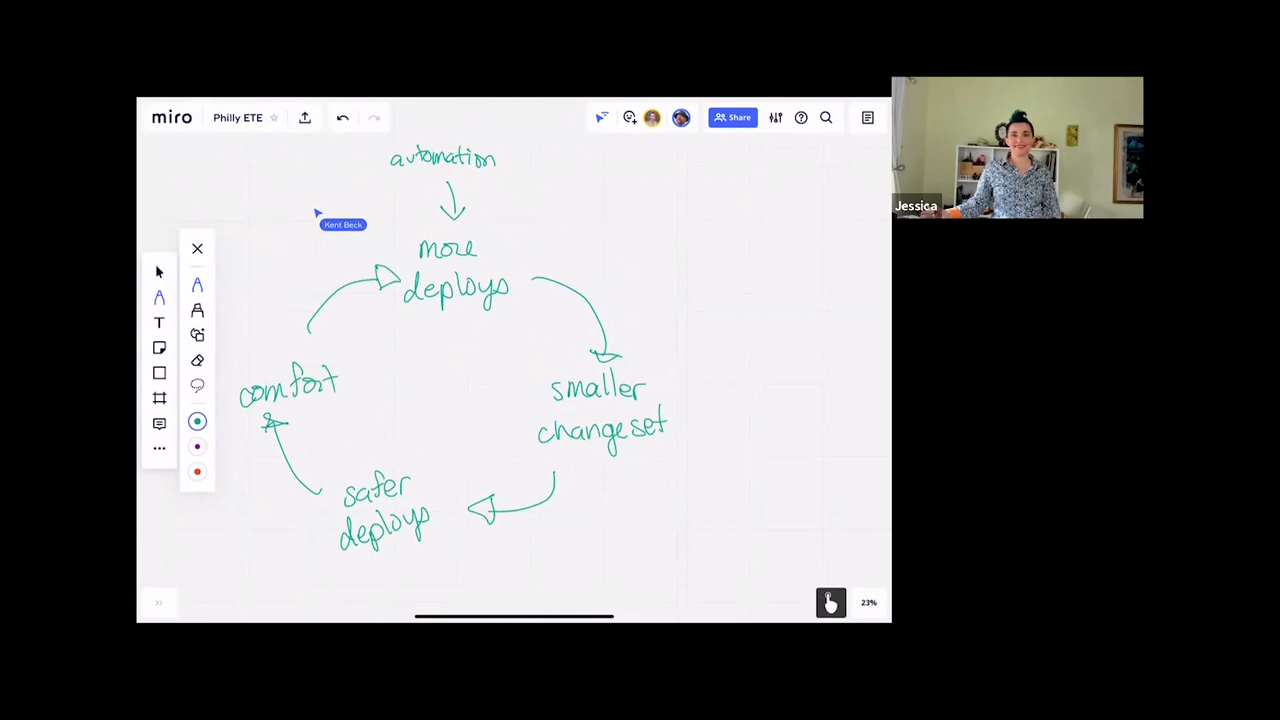 miro
Philly ETE
Share
automation
Kent Beck
more
deploys
comfort
smaller
changeset
safer
deploys
T
23%
Jessica